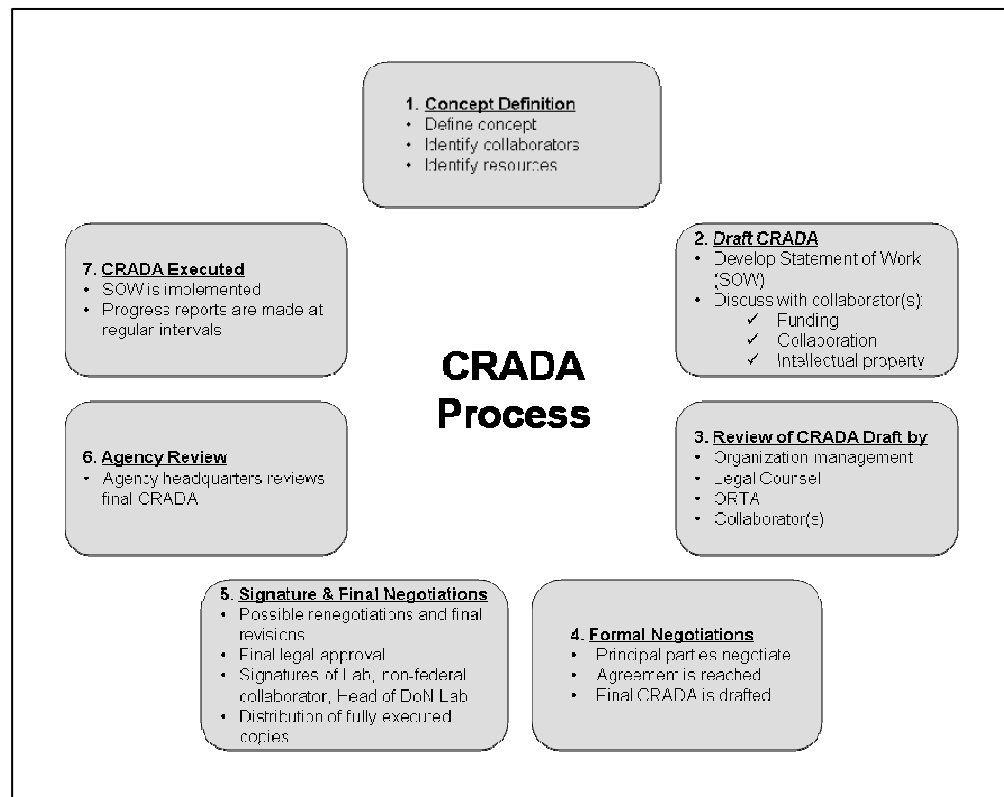 1. Concept Definition
• Define concept
• Identify collaborators
• Identify resources
2. Draft CRADA
• Develop Statement of Work
(SOW)
• Discuss with collaborator(s):
✓ Funding
✓ Collaboration
✓ Intellectual property
3. Review of CRADA Draft by
• Organization management
• Legal Counsel
• ORTA
• Collaborator(s)
4. Formal Negotiations
• Principal parties negotiate
• Agreement is reached
• Final CRADA is drafted
5. Signature & Final Negotiations
• Possible renegotiations and final
revisions
• Final legal approval
• Signatures of Lab, non-federal
collaborator, Head of DoN Lab
• Distribution of fully executed
copies
6. Agency Review
• Agency headquarters reviews
final CRADA
7. CRADA Executed
• SOW is implemented
• Progress reports are made at
regular intervals
CRADA
Process